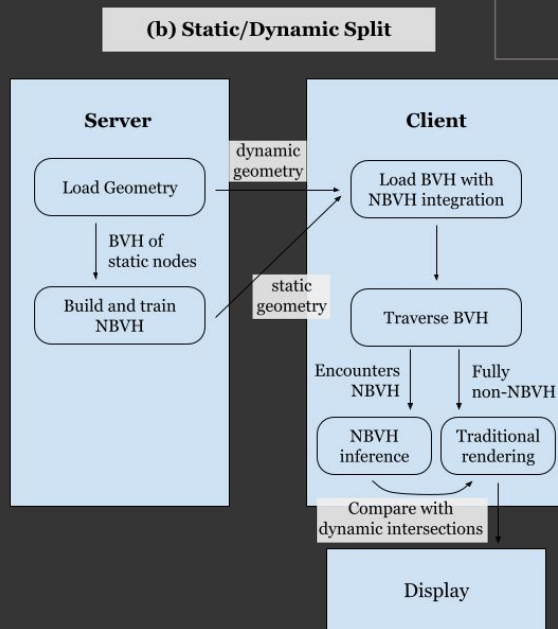 (b) Static/Dynamic Split
Server
Client
dynamic
geometry
Load Geometry
Load BVH with
NBVH integration
BVH of
static nodes
static
geometry
Build and train
NBVH
Traverse BVH
Encounters
NBVH
Fully
non-NBVH
NBVH
inference
Traditional
rendering
Compare with
dynamic intersections
Display